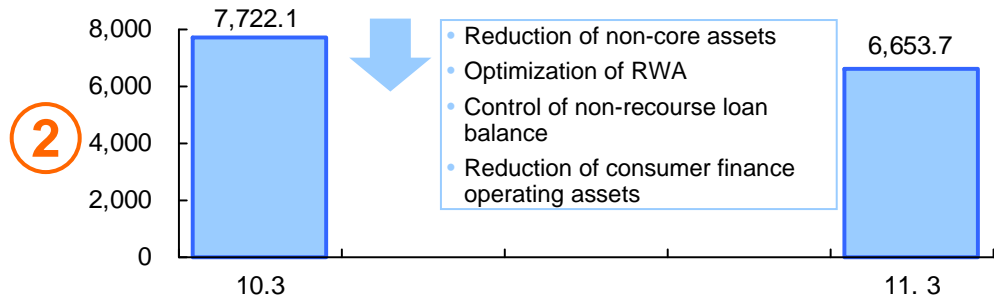 7,722.1
8,000
6,000
4,000
2,000
0
2
• Reduction of non-core assets
• Optimization of RWA
• Control of non-recourse loan
balance
• Reduction of consumer finance
operating assets
6,653.7
10.3
11. 3